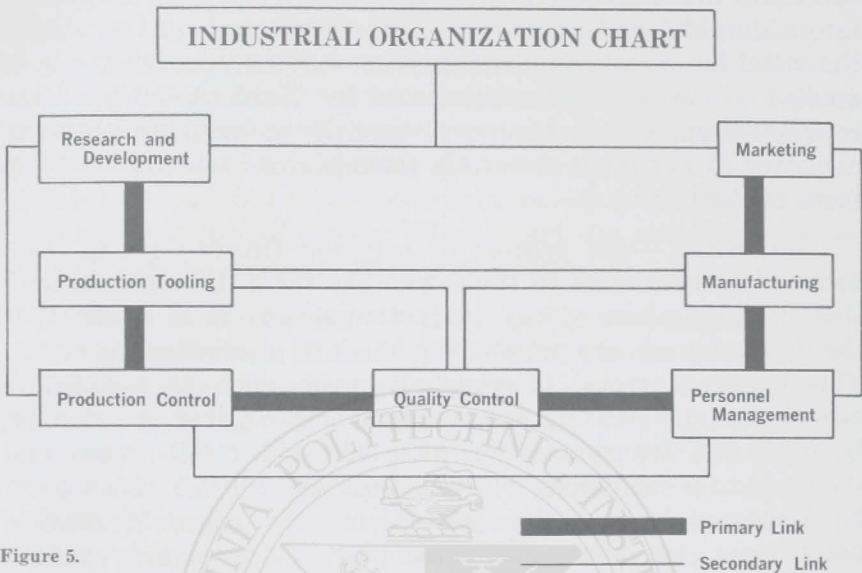 INDUSTRIAL ORGANIZATION CHART
Research and
Development
Marketing
Production Tooling
Manufacturing
Production Control
Quality Control
Personnel
Management
POLYTECHNIC
Primary Link
Figure 5.
Secondary Link